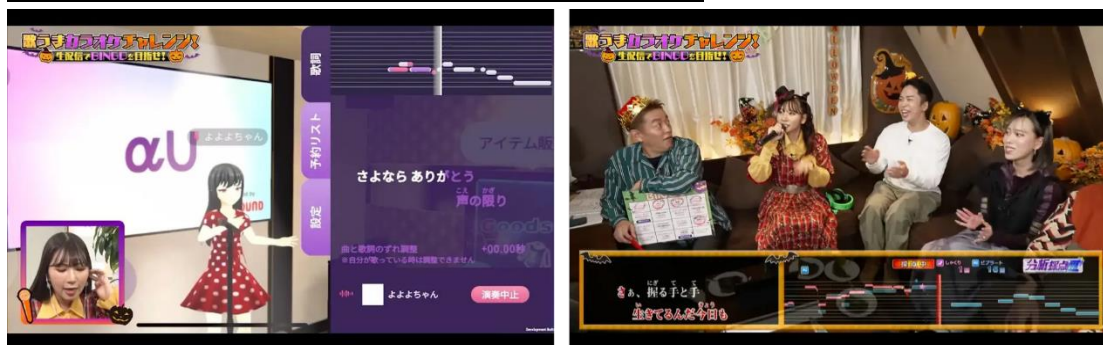 歌うまカラオケチャレンジ!
生配信でBINGOを目指せ!
αU
よよよちゃん
歌詞
予約リスト
設定
アイテム販
さよなら ありがとう
こえ かぎ
声の限り
Goods
曲と歌詞のずれ調整
+00.00秒
※自分が歌っている時は調整できません
よよよちゃん
演奏中止
Development Build
歌うまカラオケチャレンジ!
生配信でBINGOを目指せ!
採点中
しゃくり
ビブラート
にぎ て て
さぁ、握る手と手
い きょう
生きてるんだ今日も